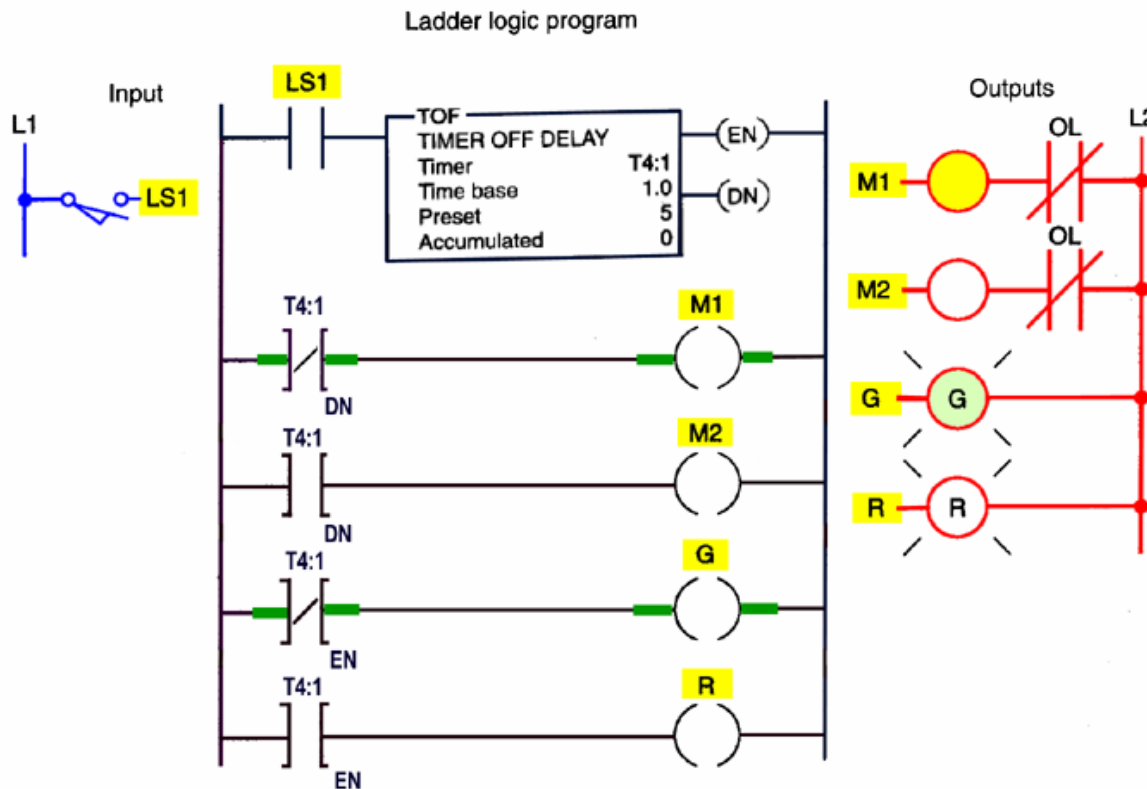 Ladder logic program
Input
L1
LS1
LS1
TOF
TIMER OFF DELAY
Timer T4:1
Time base 1.0
Preset 5
Accumulated 0
(EN)
(DN)
T4:1
DN
M1
T4:1
DN
M2
T4:1
EN
G
T4:1
EN
R
Outputs
L2
OL
M1
OL
M2
G G
R R